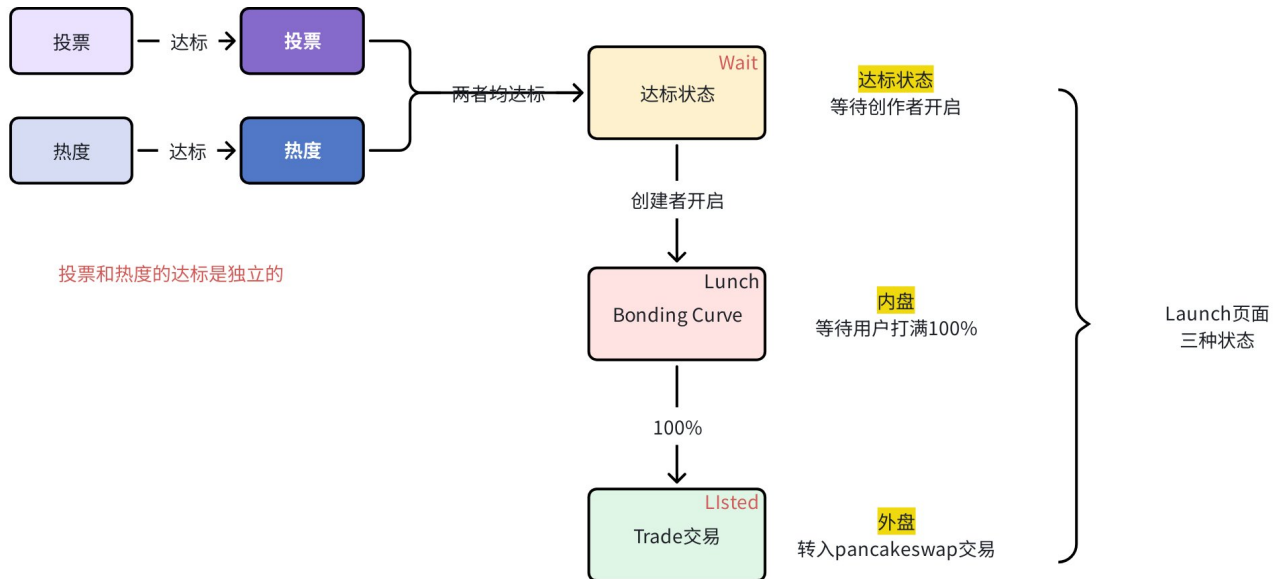 投票
达标
投票
热度
达标
热度
两者均达标
Wait
达标状态
达标状态
等待创作者开启
创建者开启
投票和热度的达标是独立的
Lunch
Bonding Curve
内盘
等待用户打满100%
Launch页面
三种状态
100%
LIsted
Trade交易
外盘
转入pancakeswap交易